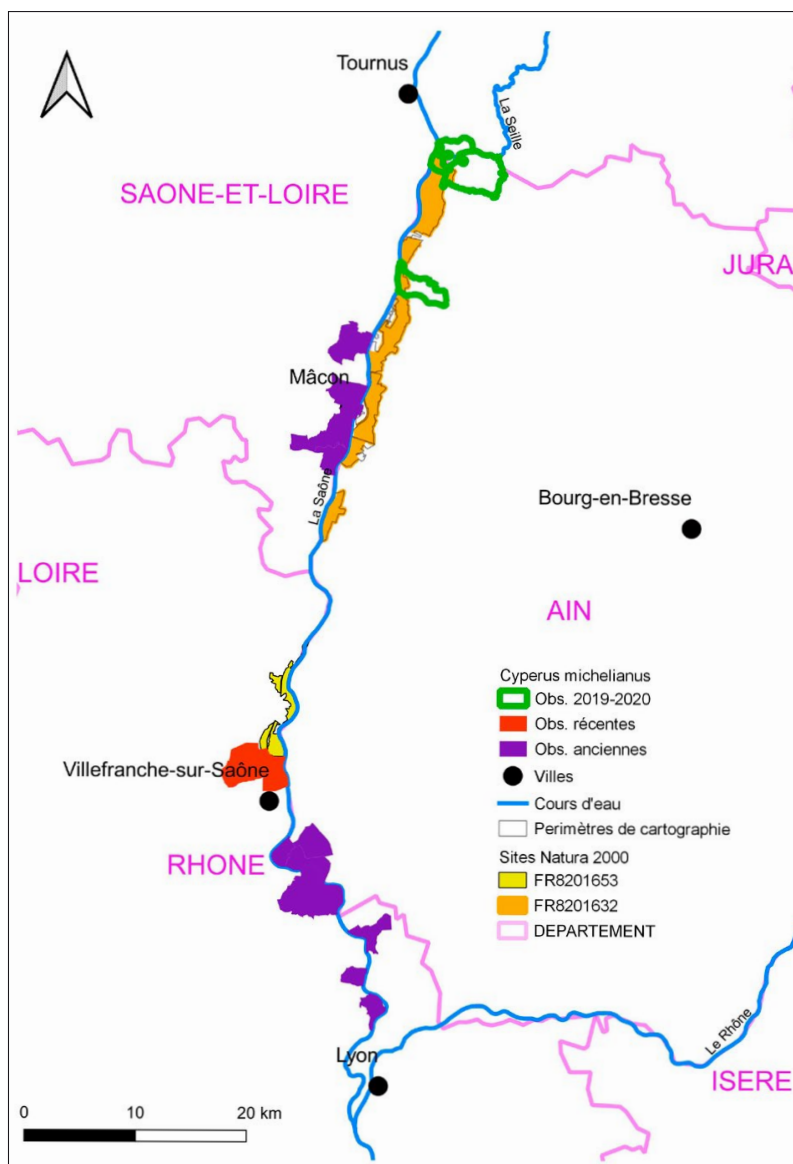 Tournus
La Seille
SAONE-ET-LOIRE
JURA
Mâcon
La Saône
Bourg-en-Bresse
LOIRE
AIN
Cyperus michelianus
Obs. 2019-2020
Obs. récentes
Obs. anciennes
Villes
Cours d'eau
Perimètres de cartographie
Sites Natura 2000
FR8201653
FR8201632
DEPARTEMENT
Villefranche-sur-Saône
RHONE
Le Rhône
Lyon
ISERE
0 10 20 km